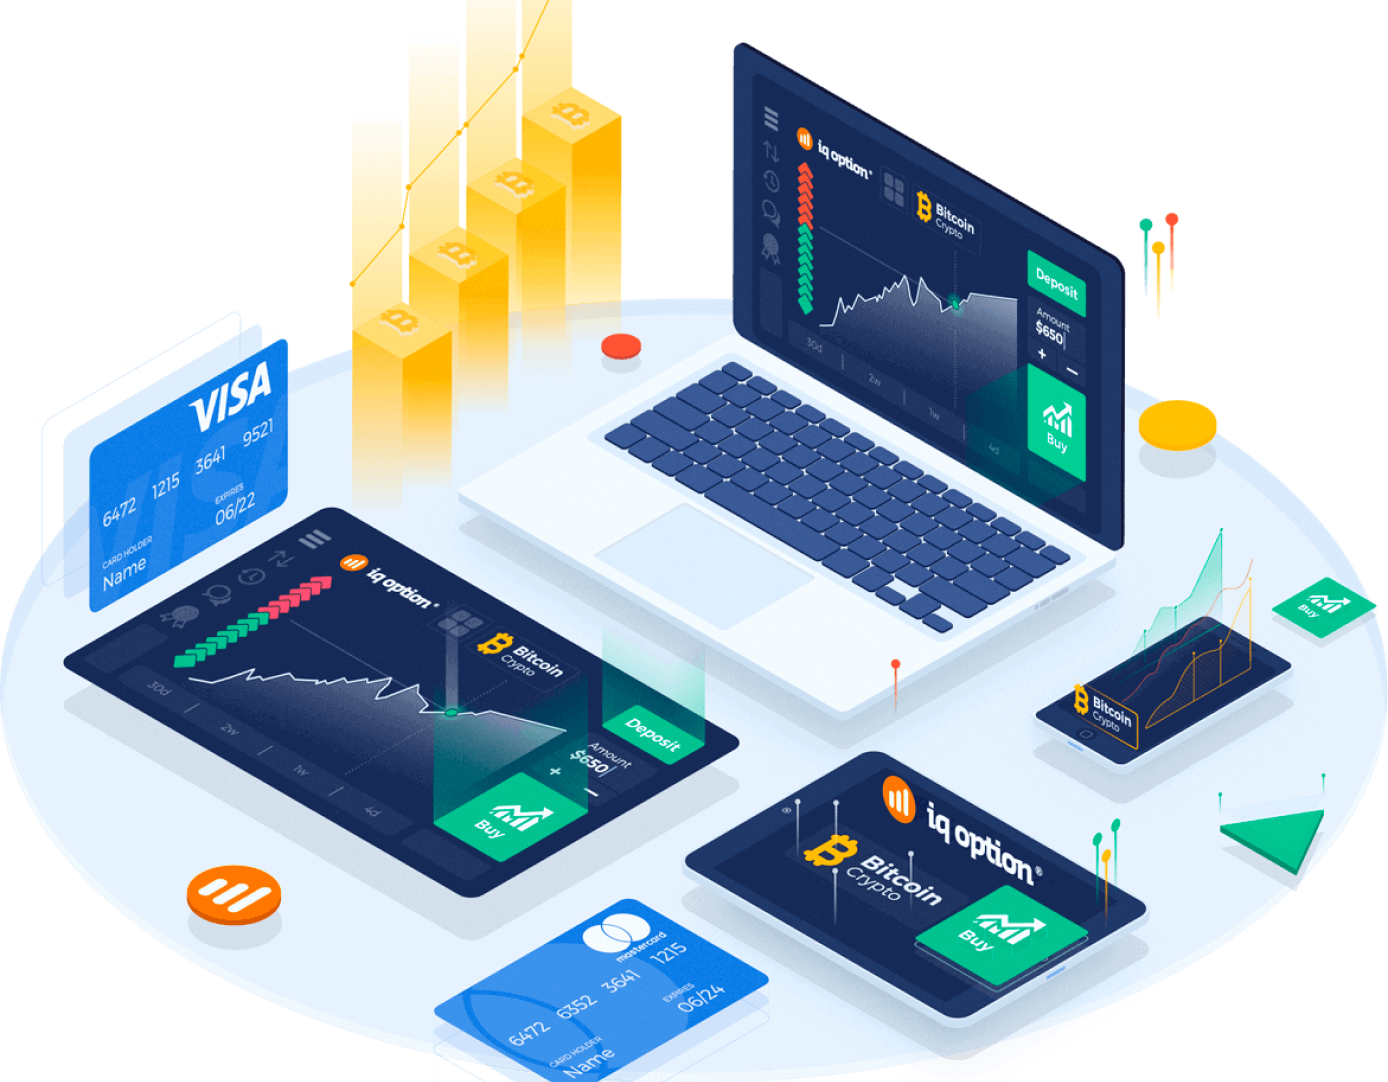 iq option®
Bitcoin
Crypto
Deposit
Amount
$650
+
−
Buy
30d
2w
1w
4d
VISA
6472 1215 3641 9521
EXPIRES
06/22
CARD HOLDER
Name
iq option®
Bitcoin
Crypto
Deposit
Amount
$650
+
−
Buy
30d
2w
1w
4d
Buy
Bitcoin
Crypto
iq option®
Bitcoin
Crypto
Buy
mastercard
6472 6352 3641 1215
EXPIRES
06/24
CARD HOLDER
Name